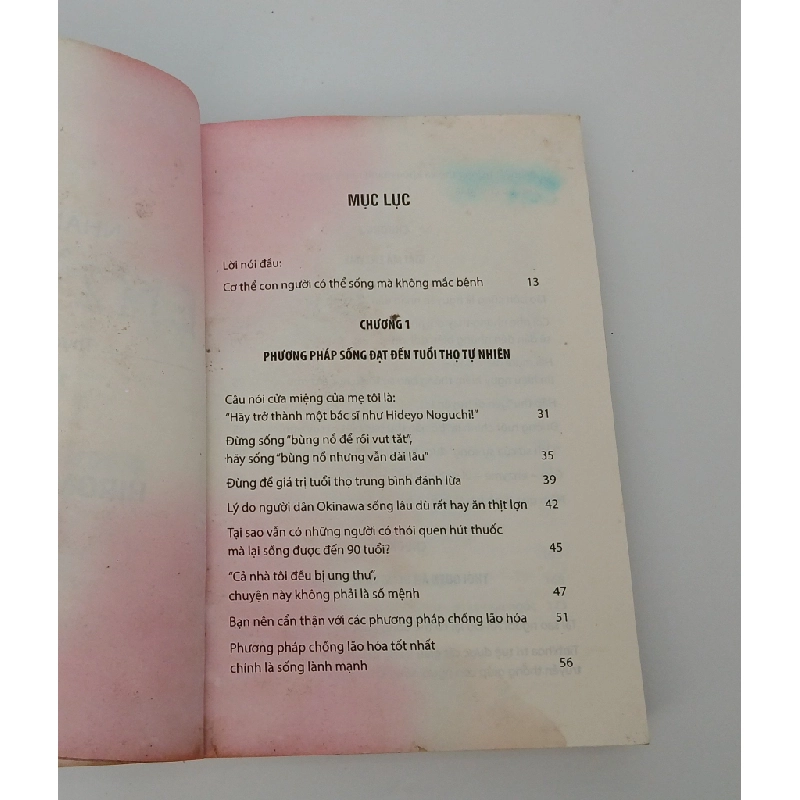 MỤC LỤC
Lời nói đầu:
Cơ thể con người có thể sống mà không mắc bệnh 13
CHƯƠNG 1
PHƯƠNG PHÁP SỐNG ĐẠT ĐẾN TUỔI THỌ TỰ NHIÊN
Câu nói cửa miệng của mẹ tôi là:
"Hãy trở thành một bác sĩ như Hideyo Noguchi!" 31
Đừng sống "bùng nổ để rồi vụt tắt",
hãy sống "bùng nổ nhưng vẫn dài lâu" 35
Đừng để giá trị tuổi thọ trung bình đánh lừa 39
Lý do người dân Okinawa sống lâu dù rất hay ăn thịt lợn 42
Tại sao vẫn có những người có thói quen hút thuốc
mà lại sống được đến 90 tuổi? 45
"Cả nhà tôi đều bị ung thư",
chuyện này không phải là số mệnh 47
Bạn nên cẩn thận với các phương pháp chống lão hóa 51
Phương pháp chống lão hóa tốt nhất
chính là sống lành mạnh 56